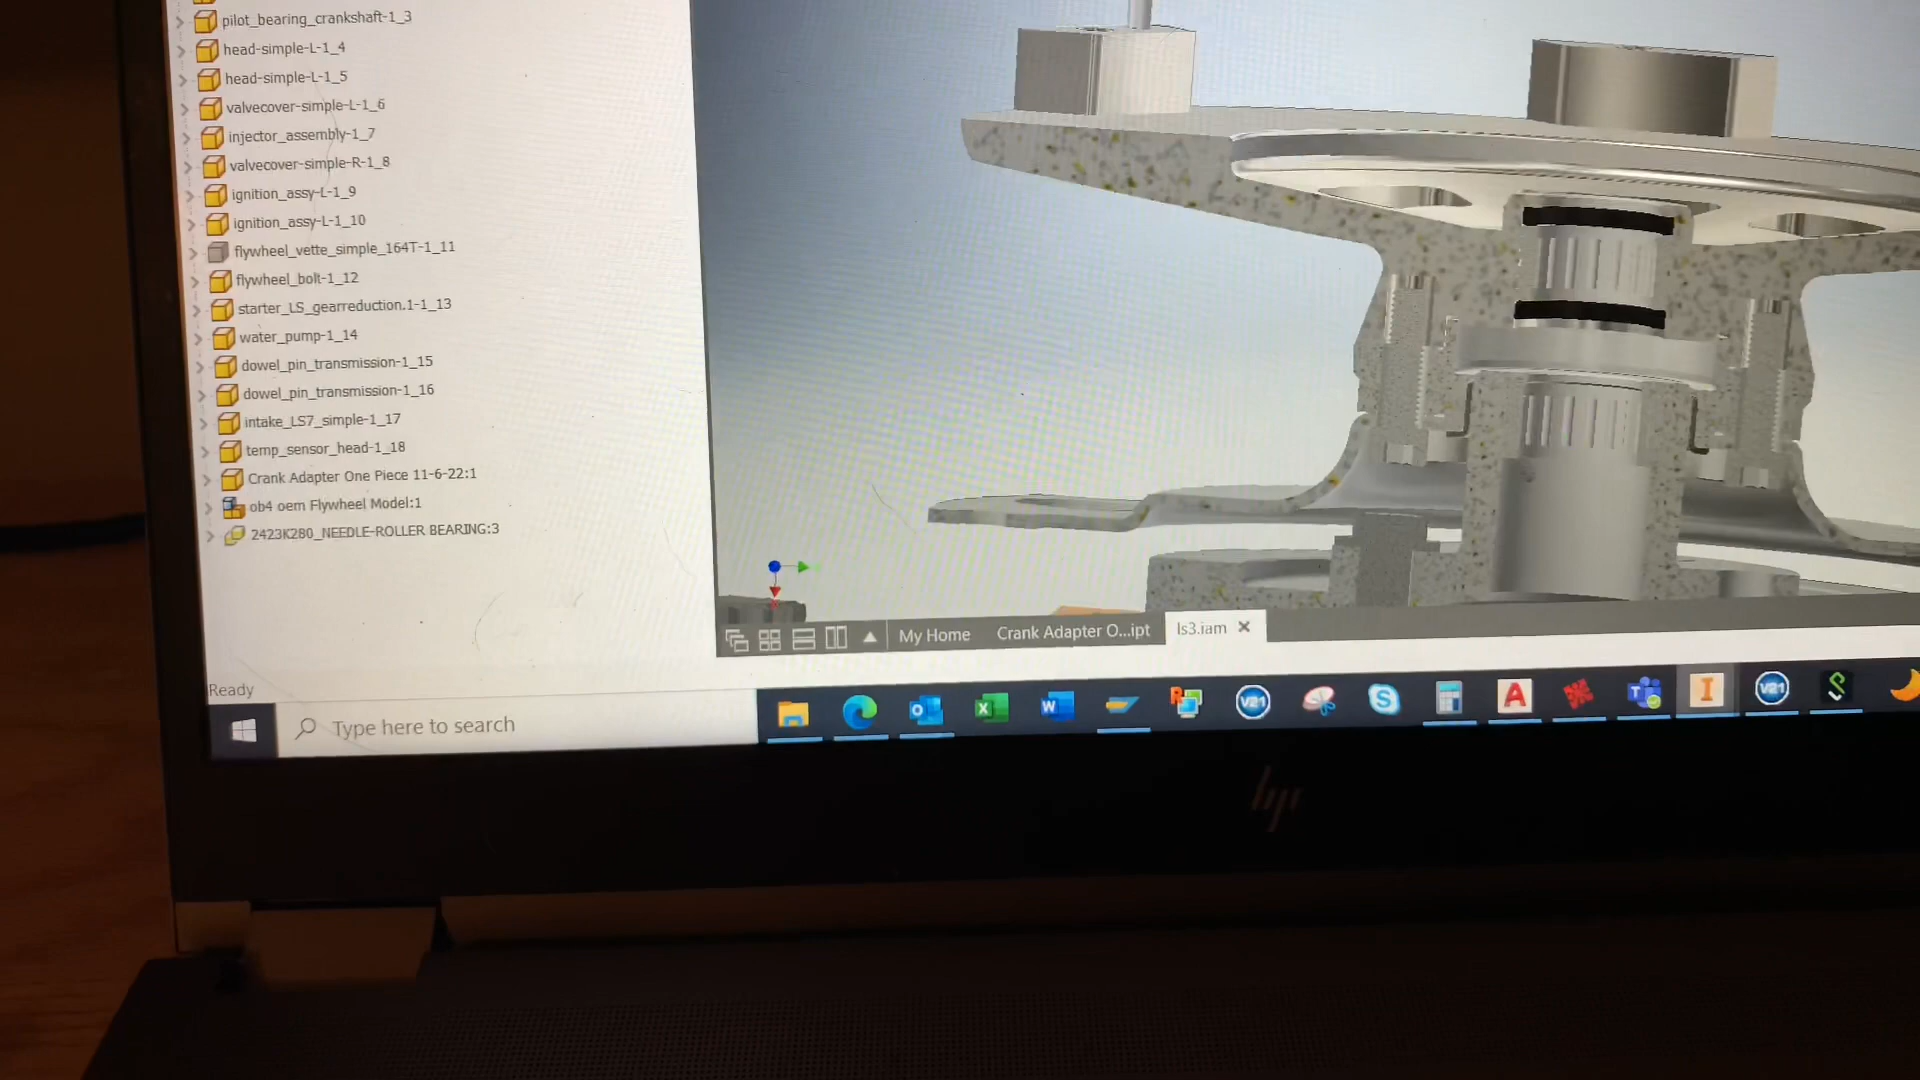 pilot_bearing_crankshaft-1_3
head-simple-L-1_4
head-simple-L-1_5
valvecover-simple-L-1_6
injector_assembly-1_7
valvecover-simple-R-1_8
ignition_assy-L-1_9
ignition_assy-L-1_10
flywheel_vette_simple_164T-1_11
flywheel_bolt-1_12
starter_LS_gearreduction.1-1_13
water_pump-1_14
dowel_pin_transmission-1_15
dowel_pin_transmission-1_16
intake_LS7_simple-1_17
temp_sensor_head-1_18
Crank Adapter One Piece 11-6-22:1
ob4 oem Flywheel Model:1
2423K280_NEEDLE-ROLLER BEARING:3
My Home Crank Adapter O...ipt ls3.iam
Ready
Type here to search
V21
V21
hp